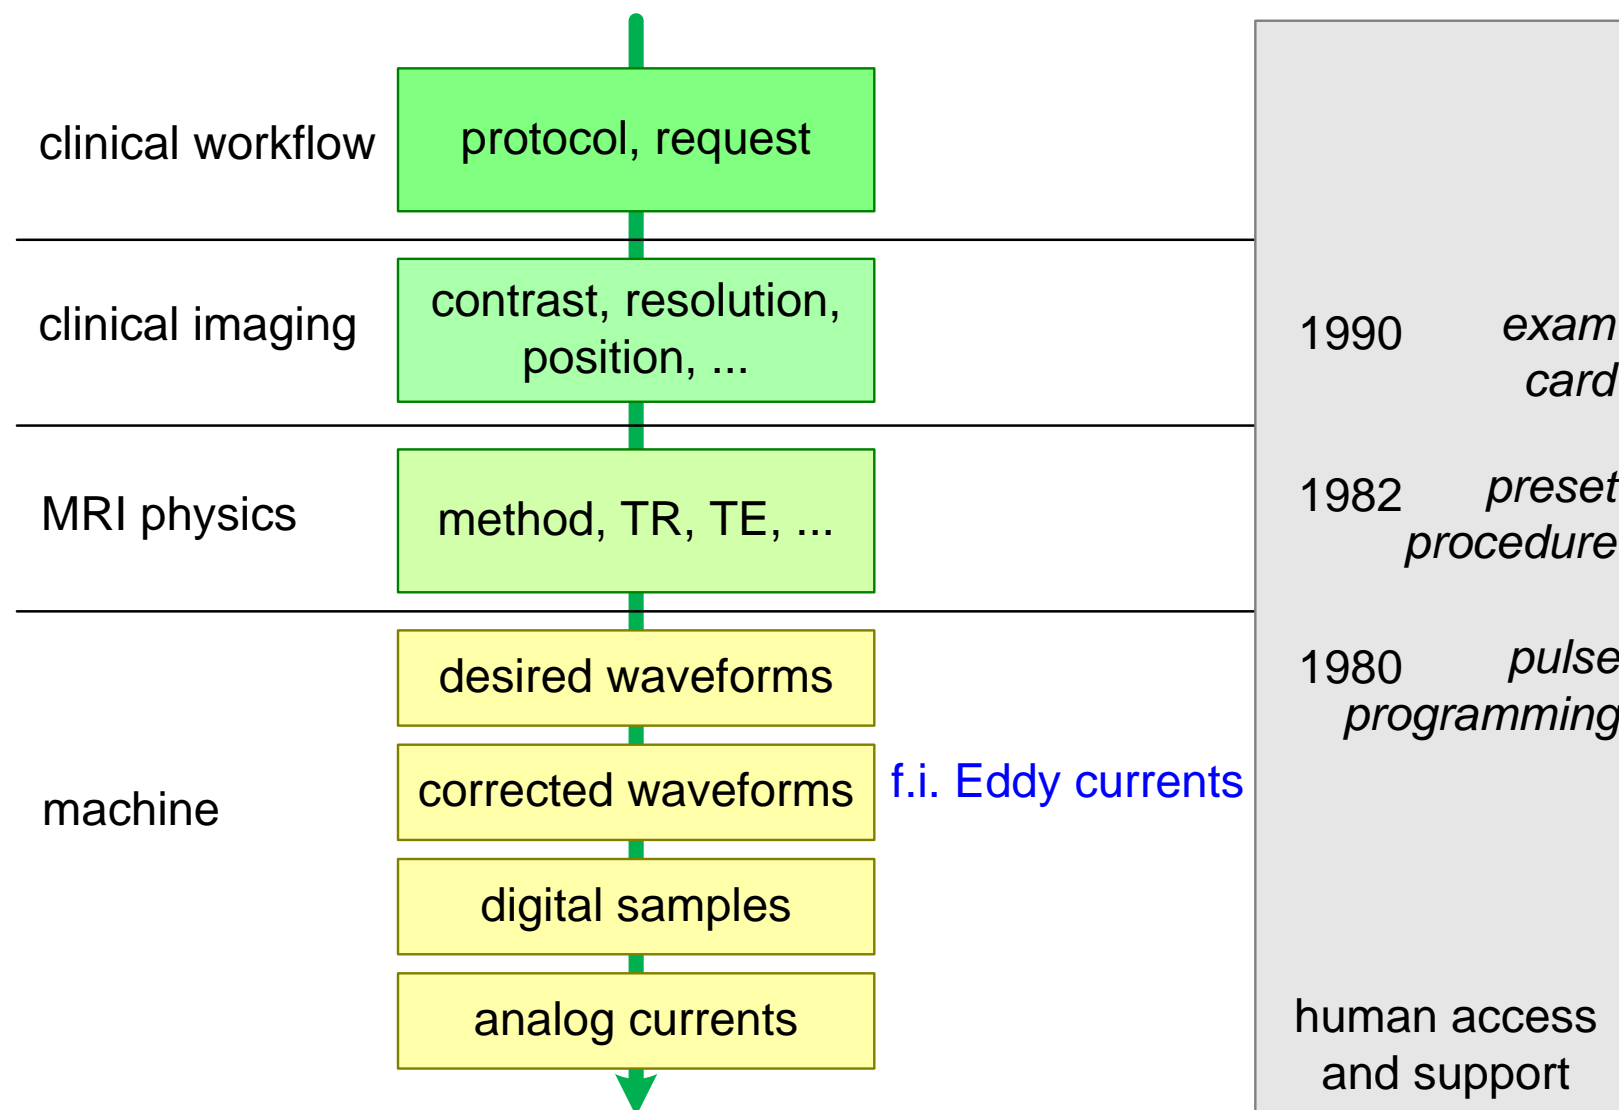 clinical workflow
protocol, request
clinical imaging
contrast, resolution,
position, ...
1990
exam
card
MRI physics
method, TR, TE, ...
1982
preset
procedure
machine
desired waveforms
corrected waveforms
digital samples
analog currents
f.i. Eddy currents
1980
pulse
programming
human access
and support